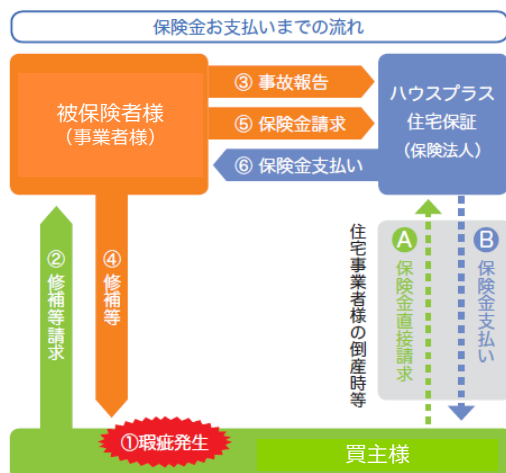 保険金お支払いまでの流れ
被保険者様
（事業者様）
③ 事故報告
⑤ 保険金請求
⑥ 保険金支払い
ハウスプラス
住宅保証
（保険法人）
② 修補等請求
④ 修補等
住宅事業者様の倒産時等
A 保険金直接請求
B 保険金支払い
①瑕疵発生
買主様